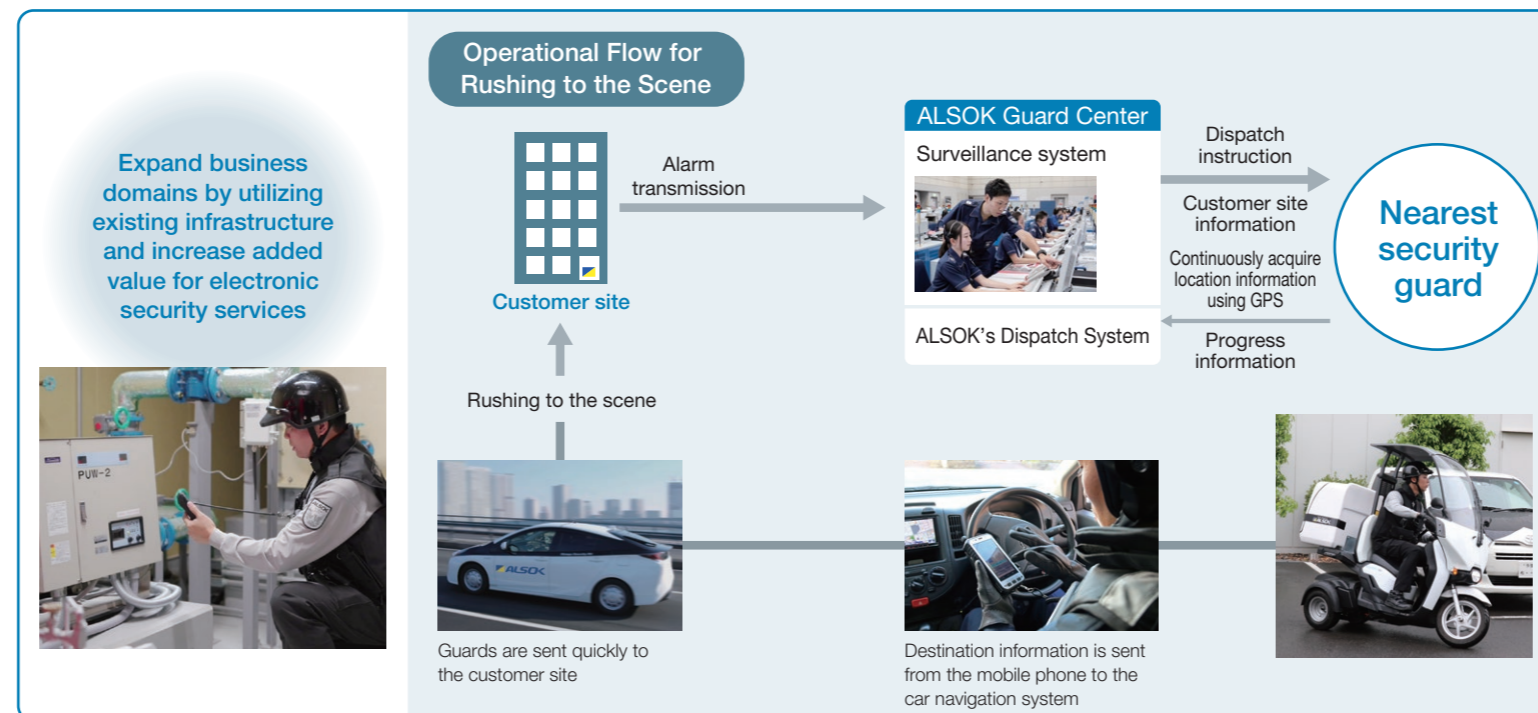 Expand business
domains by utilizing
existing infrastructure
and increase added
value for electronic
security services
PUW-2
Operational Flow for
Rushing to the Scene
Customer site
Alarm
transmission
ALSOK Guard Center
Surveillance system
ALSOK's Dispatch System
Dispatch
instruction
Customer site
information
Continuously acquire
location information
using GPS
Progress
information
Nearest
security
guard
Rushing to the scene
ALSOK
Guards are sent quickly to
the customer site
Destination information is sent
from the mobile phone to the
car navigation system